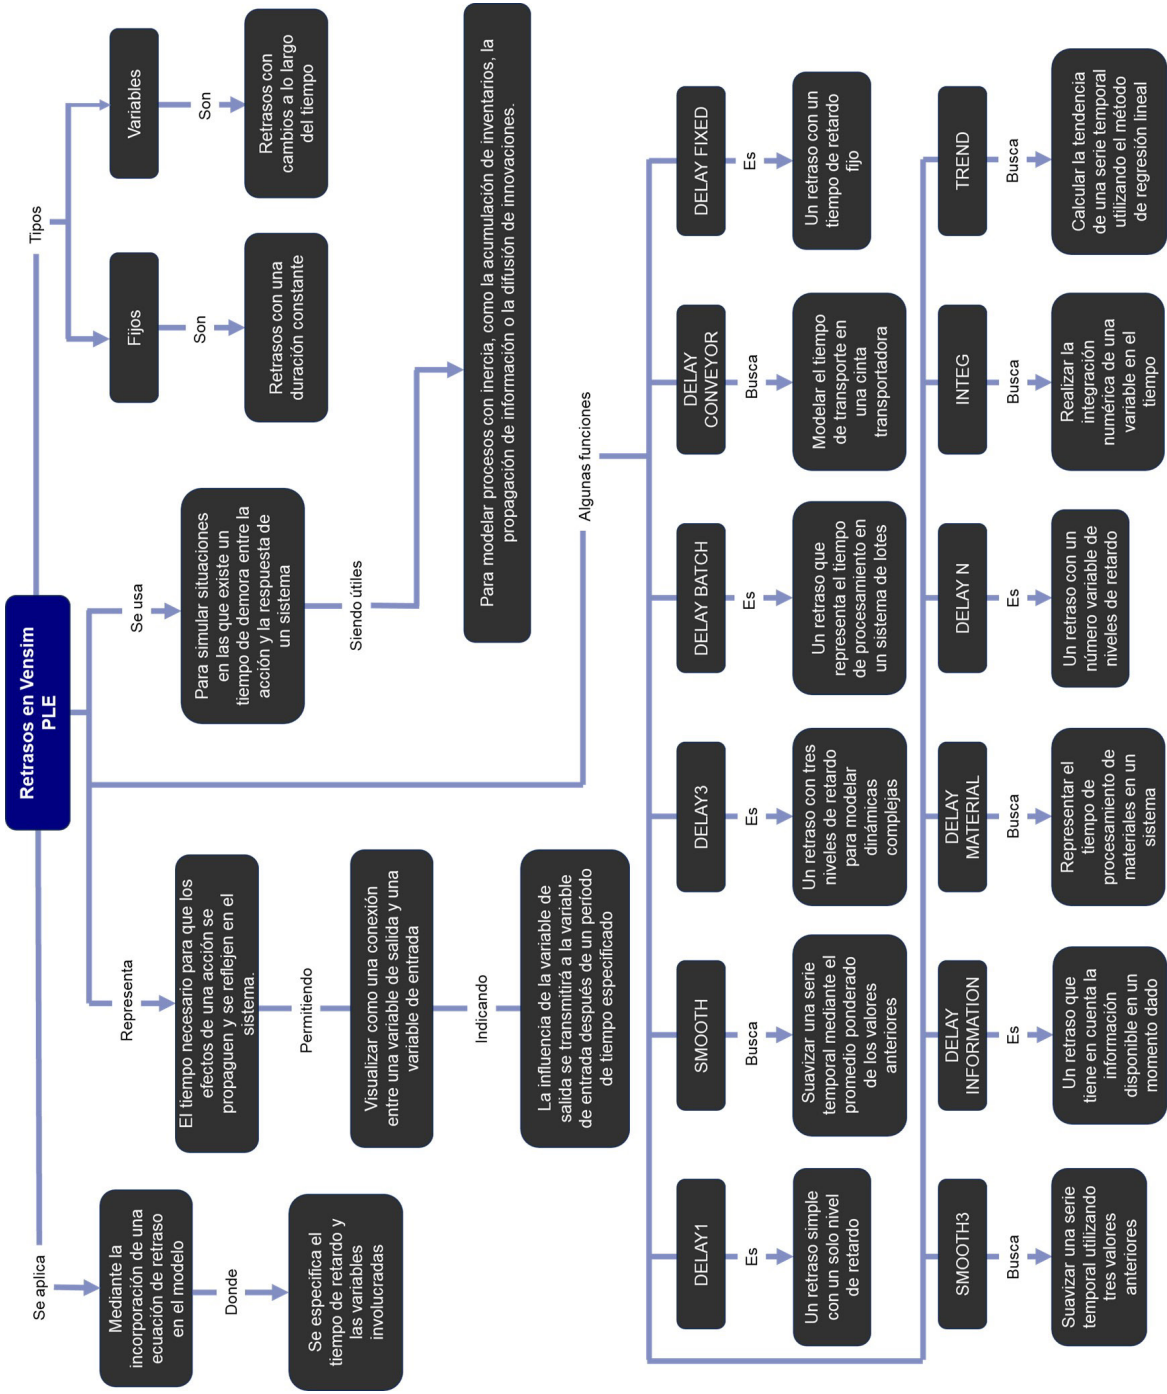 Retrasos en Vensim
PLE
Se aplica
Mediante la
incorporación de una
ecuación de retraso
en el modelo
Donde
Se especifica el
tiempo de retardo y
las variables
involucradas
Representa
El tiempo necesario para que los
efectos de una acción se
propaguen y se reflejen en el
sistema.
Permitiendo
Visualizar como una conexión
entre una variable de salida y una
variable de entrada
Indicando
La influencia de la variable de
salida se transmitirá a la variable
de entrada después de un período
de tiempo especificado
Se usa
Para simular situaciones
en las que existe un
tiempo de demora entre la
acción y la respuesta de
un sistema
Siendo útiles
Para modelar procesos con inercia, como la acumulación de inventarios, la
propagación de información o la difusión de innovaciones.
Tipos
Fijos
Son
Retrasos con una
duración constante
Variables
Son
Retrasos con
cambios a lo largo
del tiempo
Algunas funciones
DELAY1
Es
Un retraso simple
con un solo nivel
de retardo
SMOOTH
Busca
Suavizar una serie
temporal mediante el
promedio ponderado
de los valores
anteriores
DELAY3
Es
Un retraso con tres
niveles de retardo
para modelar
dinámicas
complejas
DELAY BATCH
Es
Un retraso que
representa el tiempo
de procesamiento en
un sistema de lotes
DELAY
CONVEYOR
Busca
Modelar el tiempo
de transporte en
una cinta
transportadora
DELAY FIXED
Es
Un retraso con un
tiempo de retardo
fijo
SMOOTH3
Busca
Suavizar una serie
temporal utilizando
tres valores
anteriores
DELAY
INFORMATION
Es
Un retraso que
tiene en cuenta la
información
disponible en un
momento dado
DELAY
MATERIAL
Busca
Representar el
tiempo de
procesamiento de
materiales en un
sistema
DELAY N
Es
Un retraso con un
número variable de
niveles de retardo
INTEG
Busca
Realizar la
integración
numérica de una
variable en el
tiempo
TREND
Busca
Calcular la tendencia
de una serie temporal
utilizando el método
de regresión lineal